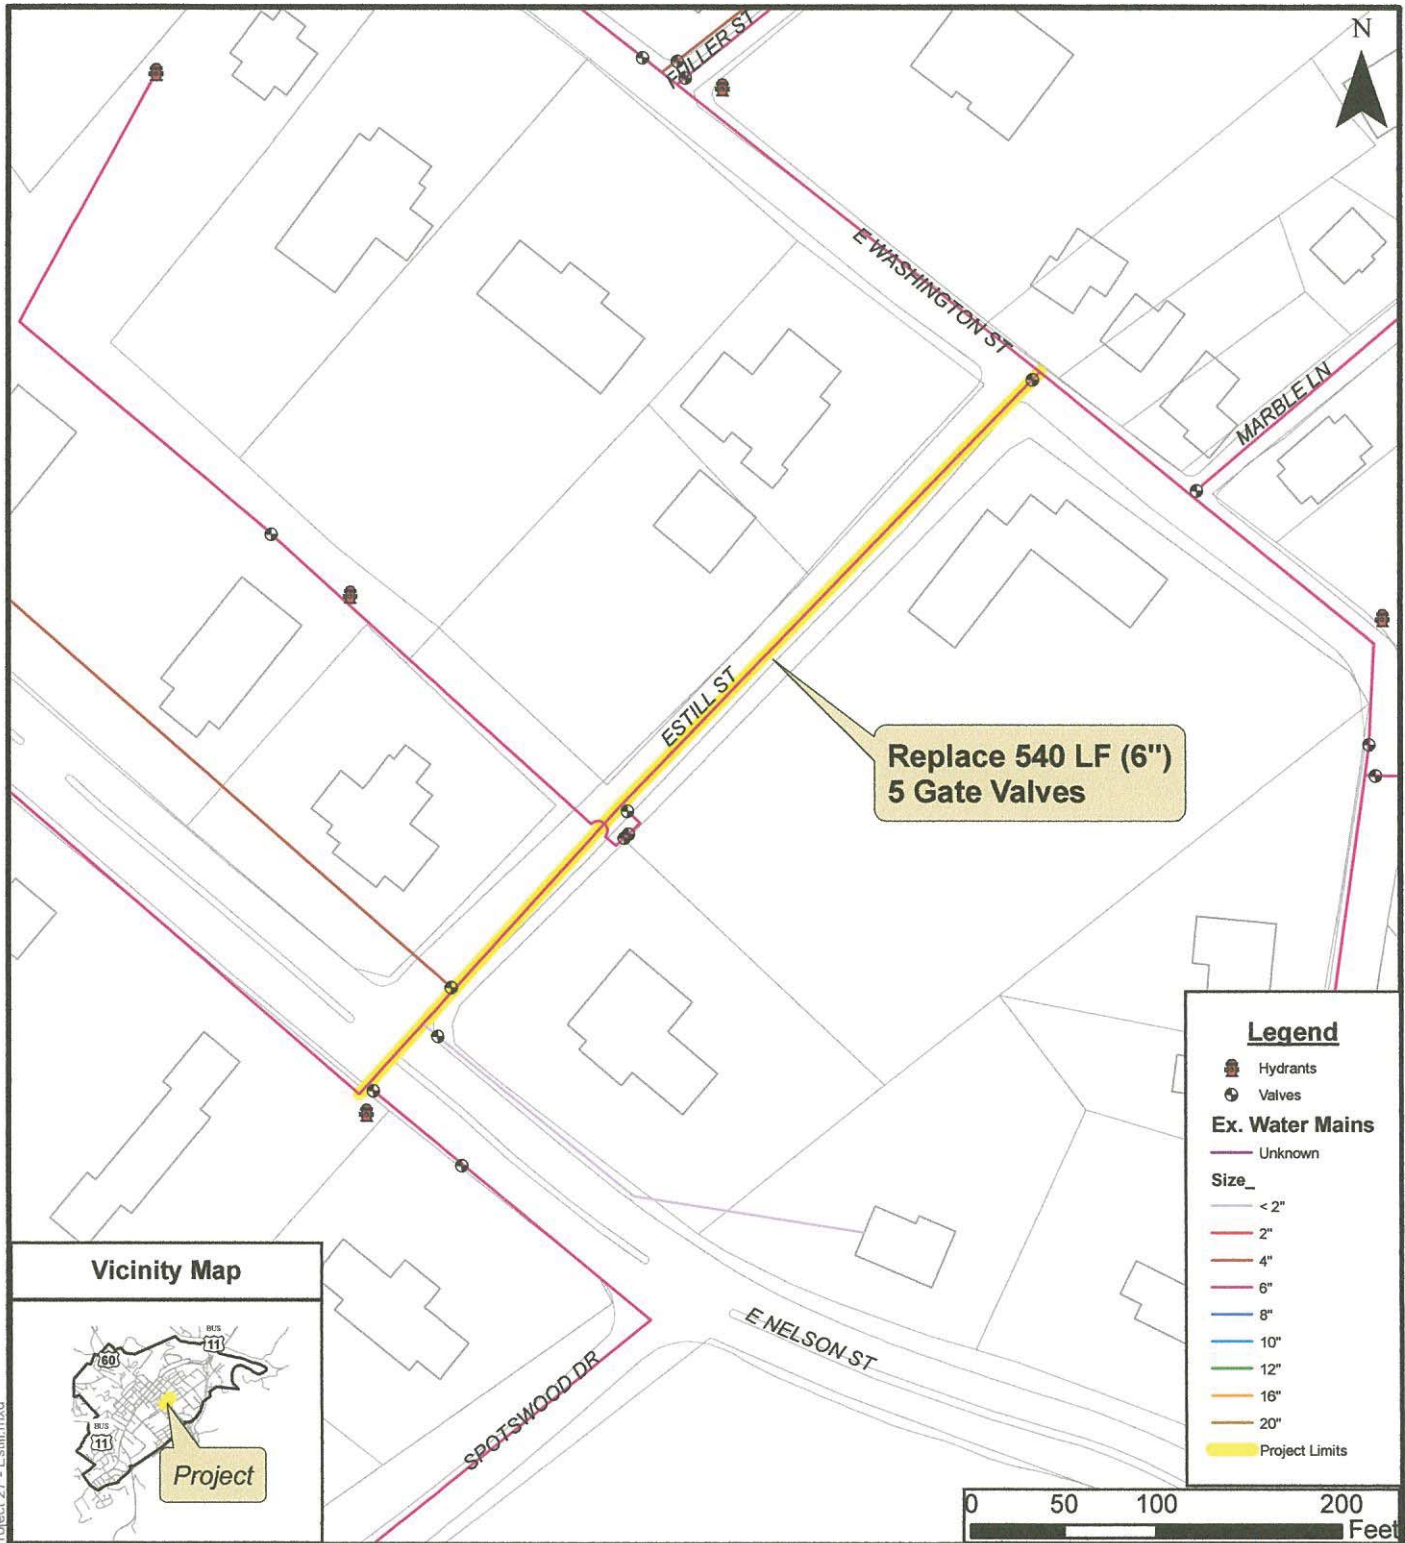 N
FULLER ST
E WASHINGTON ST
MARBLE LN
ESTILL ST
Replace 540 LF (6")
5 Gate Valves
E NELSON ST
SPOTSWOOD DR
Legend
Hydrants
Valves
Ex. Water Mains
Unknown
Size_
< 2"
2"
4"
6"
8"
10"
12"
16"
20"
Project Limits
Vicinity Map
BUS
11
60
BUS
11
Project
0 50 100 200
Feet